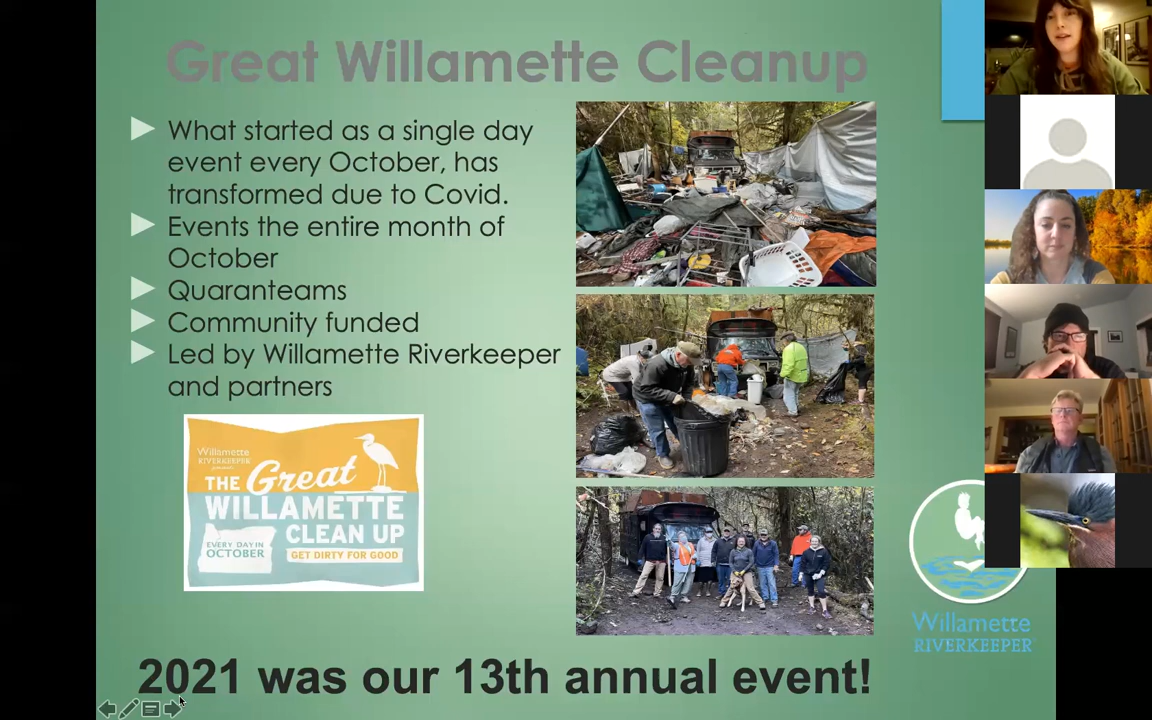 Great Willamette Cleanup
What started as a single day
event every October, has
transformed due to Covid.
Events the entire month of
October
Quaranteams
Community funded
Led by Willamette Riverkeeper
and partners
Willamette
RIVERKEEPER
presents
THE Great
WILLAMETTE
CLEAN UP
EVERY DAY IN
OCTOBER
GET DIRTY FOR GOOD
Willamette
RIVERKEEPER
2021 was our 13th annual event!